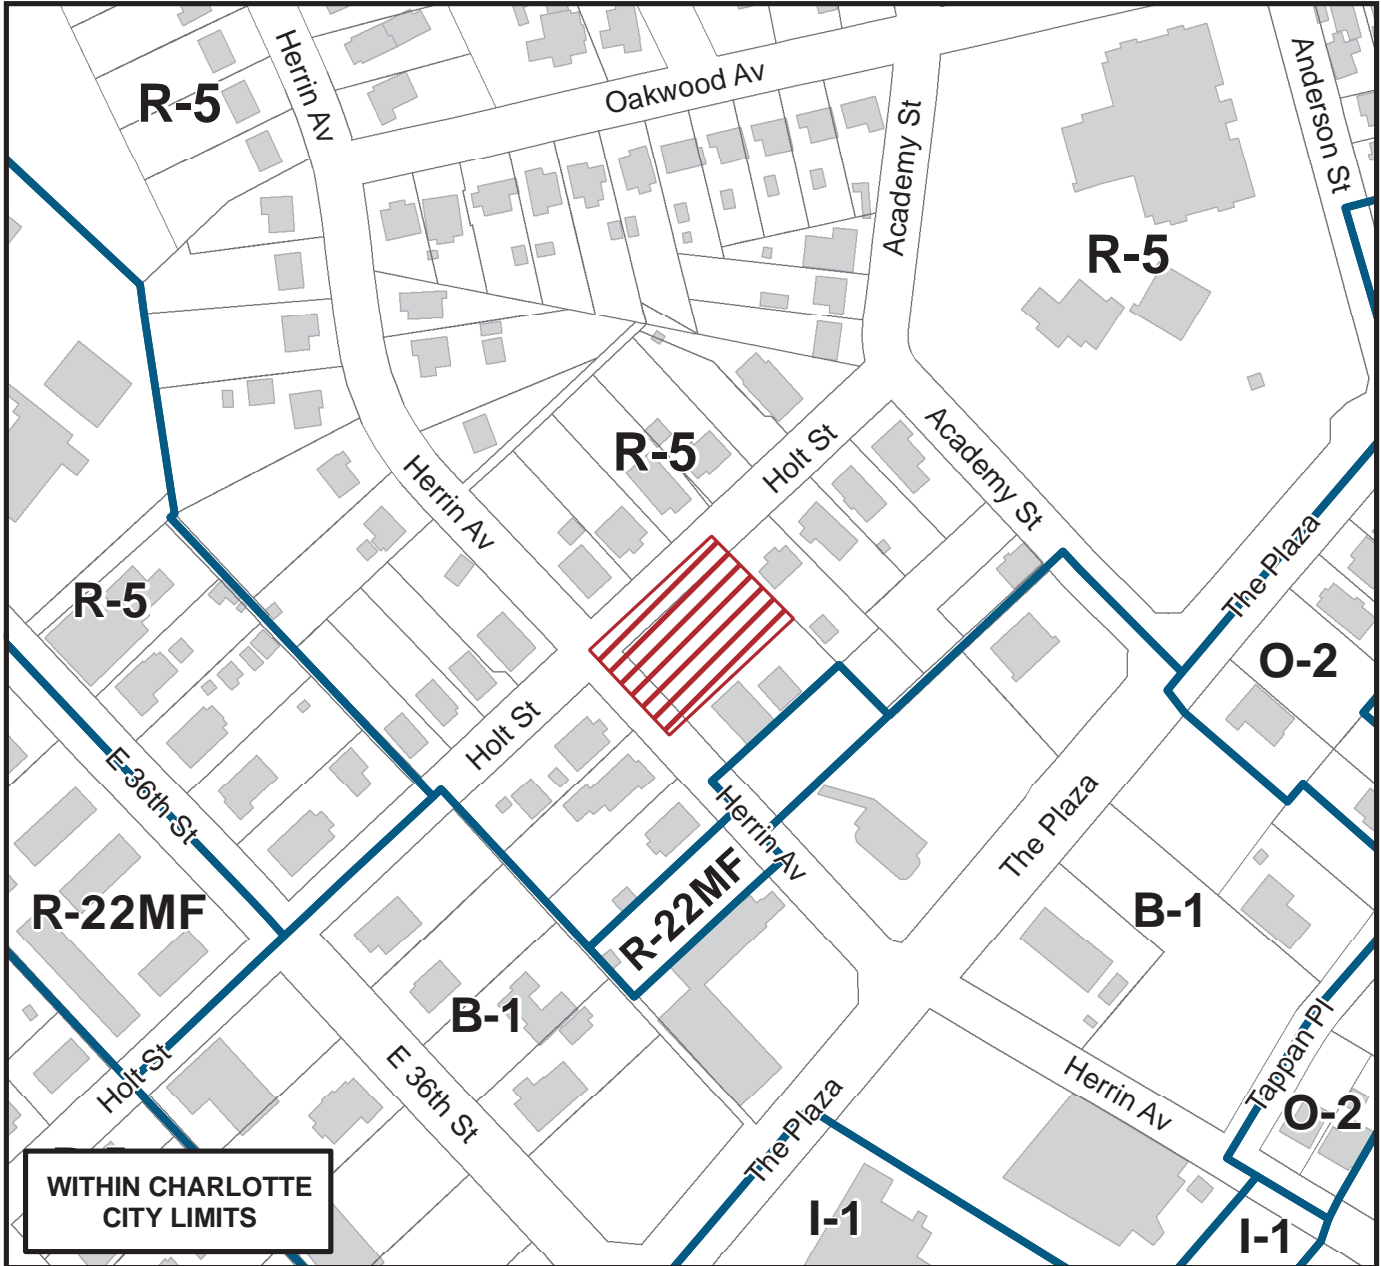 R-5
Herrin Av
Oakwood Av
Academy St
Anderson St
R-5
R-5
Holt St
Academy St
Herrin Av
The Plaza
R-5
O-2
Holt St
E 36th St
Herrin Av
The Plaza
R-22MF
R-22MF
B-1
B-1
E 36th St
Holt St
Herrin Av
Tappan Pl
The Plaza
O-2
I-1
I-1
WITHIN CHARLOTTE
CITY LIMITS